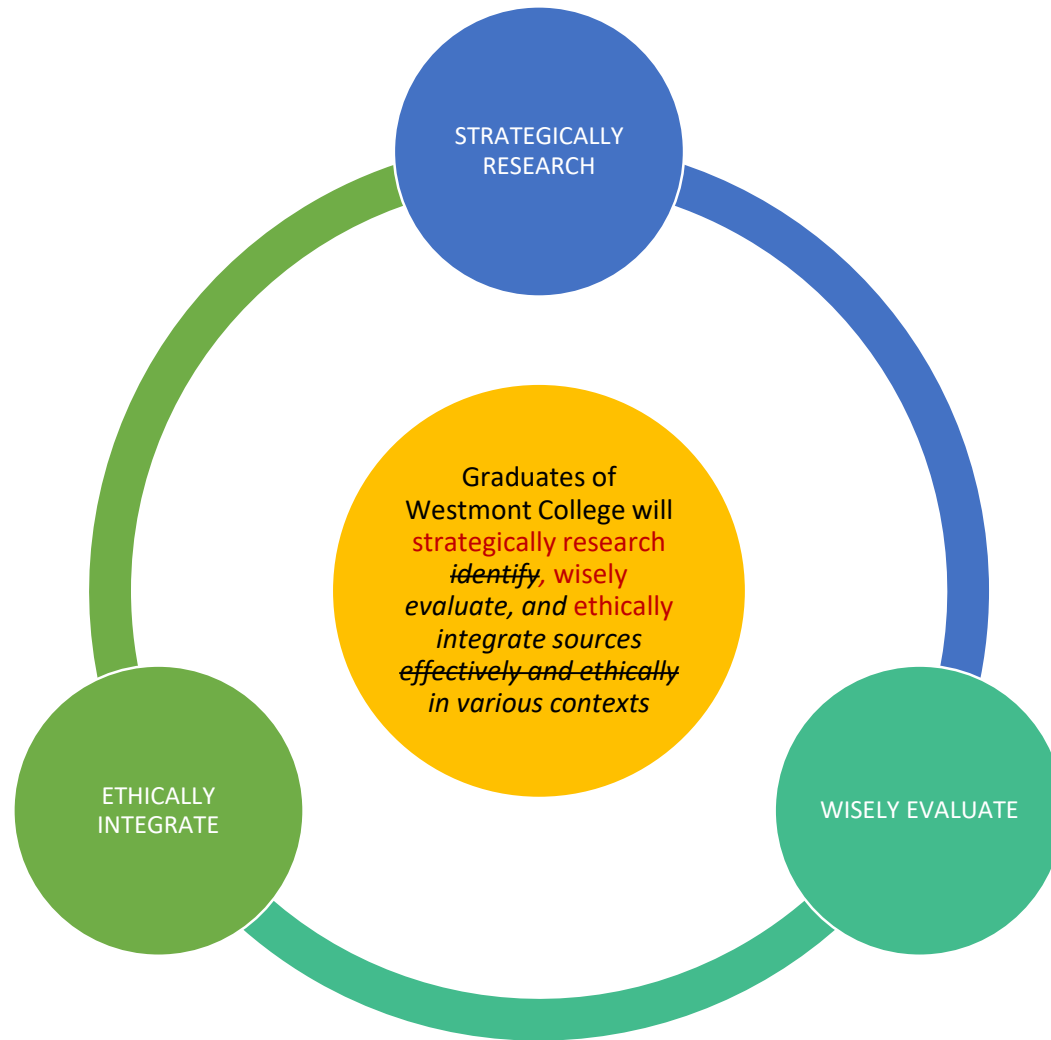 STRATEGICALLY
RESEARCH
Graduates of
Westmont College will
strategically research
identify, wisely
evaluate, and ethically
integrate sources
effectively and ethically
in various contexts
ETHICALLY
INTEGRATE
WISELY EVALUATE